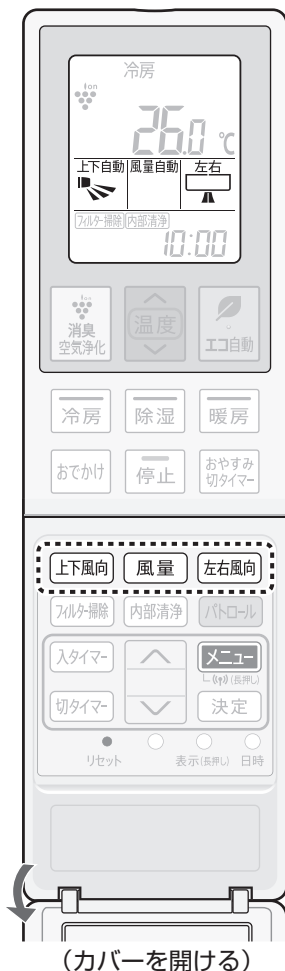 冷房
ion
26.0 ℃
上下自動 風量自動 左右
フィルター掃除 内部清浄
10:00
ion
消臭
空気浄化
温度
エコ自動
冷房 除湿 暖房
おでかけ 停止 おやすみ
切タイマー
上下風向 風量 左右風向
フィルター掃除 内部清浄 パトロール
入タイマー メニュー
(長押し)
切タイマー 決定
リセット 表示(長押し) 日時
(カバーを開ける)